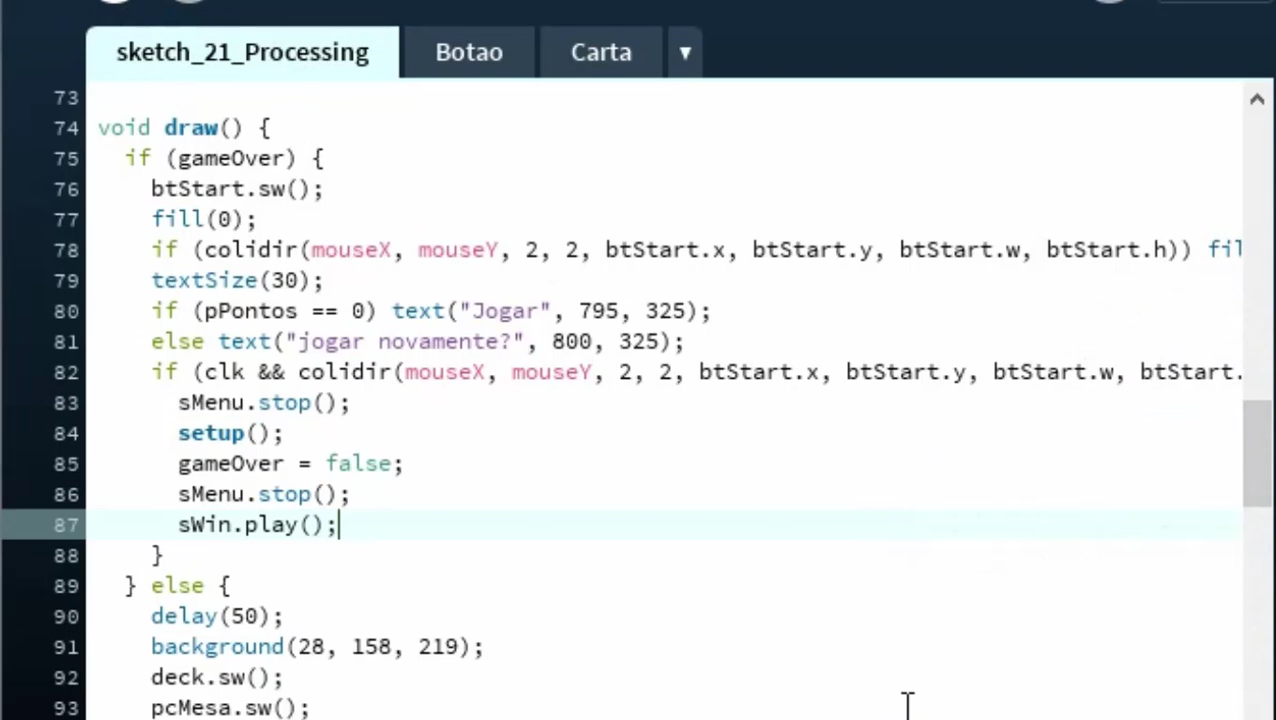 sketch_21_Processing Botao Carta ▼
73
74 void draw() {
75 if (gameOver) {
76 btStart.sw();
77 fill(0);
78 if (colidir(mouseX, mouseY, 2, 2, btStart.x, btStart.y, btStart.w, btStart.h)) fil
79 textSize(30);
80 if (pPontos == 0) text("Jogar", 795, 325);
81 else text("jogar novamente?", 800, 325);
82 if (clk && colidir(mouseX, mouseY, 2, 2, btStart.x, btStart.y, btStart.w, btStart.
83 sMenu.stop();
84 setup();
85 gameOver = false;
86 sMenu.stop();
87 sWin.play();
88 }
89 } else {
90 delay(50);
91 background(28, 158, 219);
92 deck.sw();
93 pcMesa.sw();